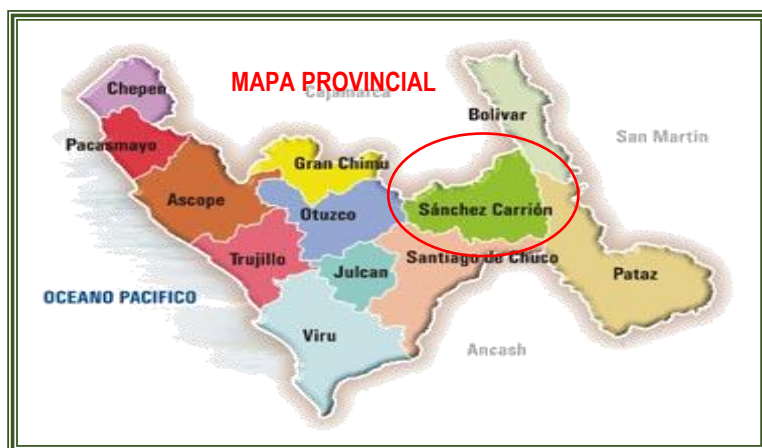 MAPA PROVINCIAL
Chepen
Cajamarca
Bolivar
San Martin
Pacasmayo
Gran Chimu
Ascope
Otuzco
Sánchez Carrión
Trujillo
Julcan
Santiago de Chuco
Pataz
OCEANO PACIFICO
Viru
Ancash